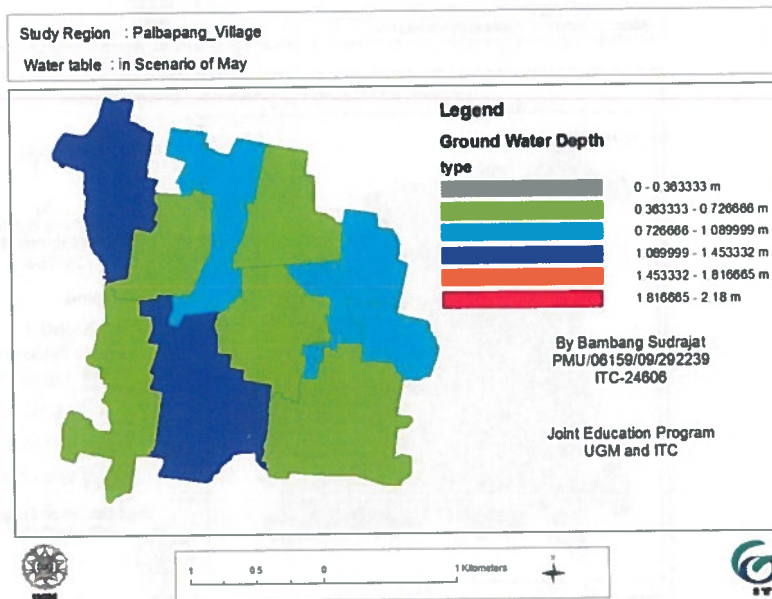 Study Region : Palbapang_Village
Water table : in Scenario of May
Legend
Ground Water Depth
type
0 - 0.363333 m
0 363333 - 0 726666 m
0 726666 - 1 089999 m
1 089999 - 1 453332 m
1 453332 - 1 816665 m
1 816665 - 2.18 m
By Bambang Sudrajat
PMU/06159/09/292239
ITC-24606
Joint Education Program
UGM and ITC
1 0 5 0 1 Kilometers